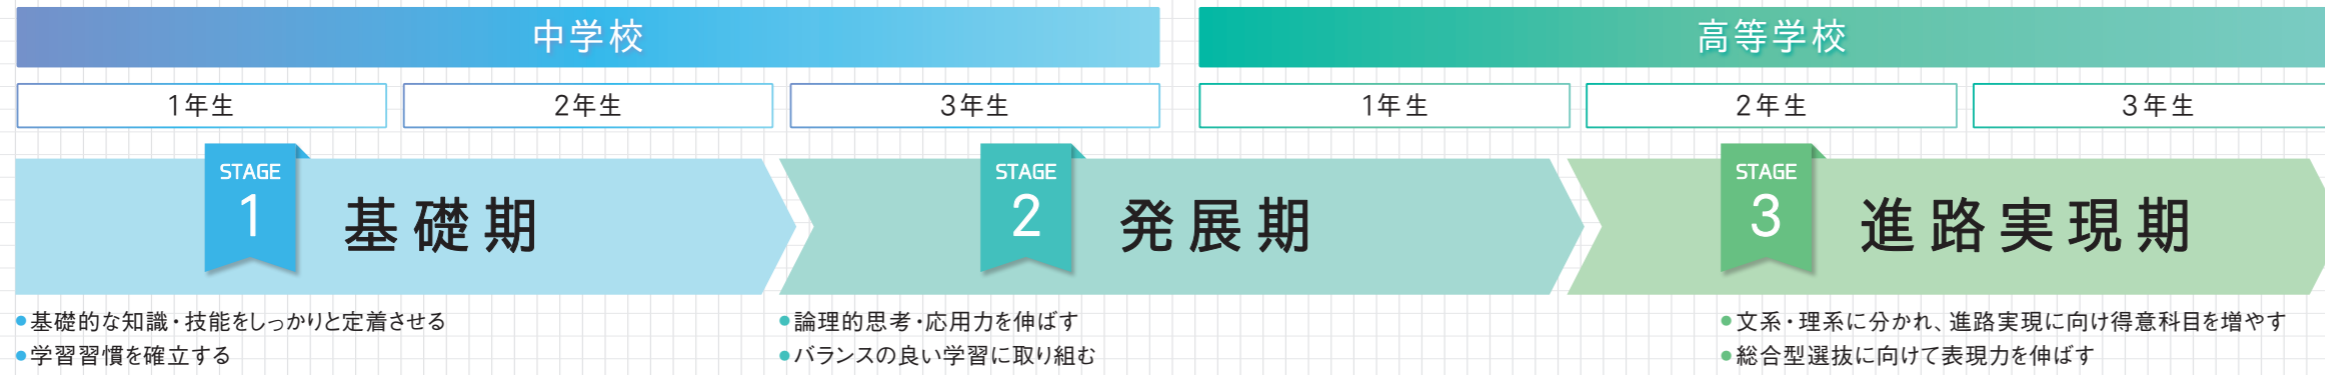 中学校
高等学校
1年生
2年生
3年生
1年生
2年生
3年生
STAGE
1
基礎期
STAGE
2
発展期
STAGE
3
進路実現期
●基礎的な知識・技能をしっかりと定着させる
●学習習慣を確立する
●論理的思考・応用力を伸ばす
●バランスの良い学習に取り組む
●文系・理系に分かれ、進路実現に向け得意科目を増やす
●総合型選抜に向けて表現力を伸ばす